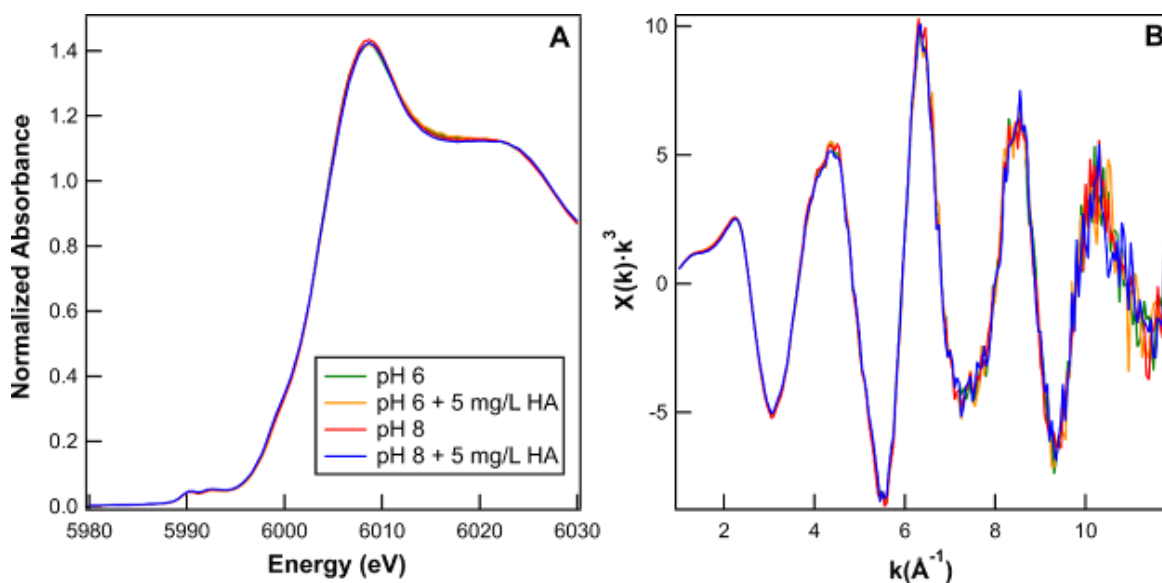 A
Normalized Absorbance
1.4
1.2
1.0
0.8
0.6
0.4
0.2
0.0
pH 6
pH 6 + 5 mg/L HA
pH 8
pH 8 + 5 mg/L HA
5980 5990 6000 6010 6020 6030
Energy (eV)
B
X(k)·k³
10
5
0
-5
2 4 6 8 10
k(Å⁻¹)